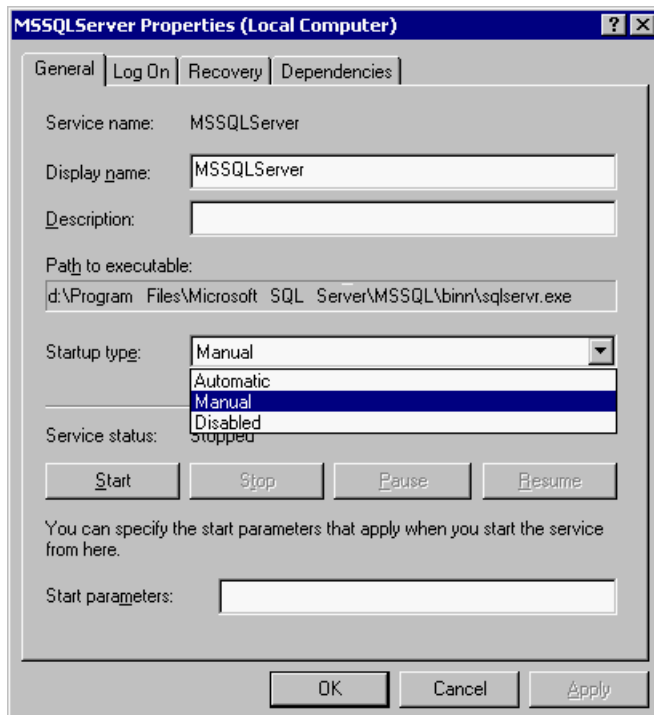 MSSQLServer Properties (Local Computer)
General Log On Recovery Dependencies
Service name: MSSQLServer
Display name: MSSQLServer
Description:
Path to executable:
d:\Program Files\Microsoft SQL Server\MSSQL\binn\sqlservr.exe
Startup type: Manual
Automatic
Manual
Disabled
Service status: Stopped
Start Stop Pause Resume
You can specify the start parameters that apply when you start the service
from here.
Start parameters:
OK Cancel Apply